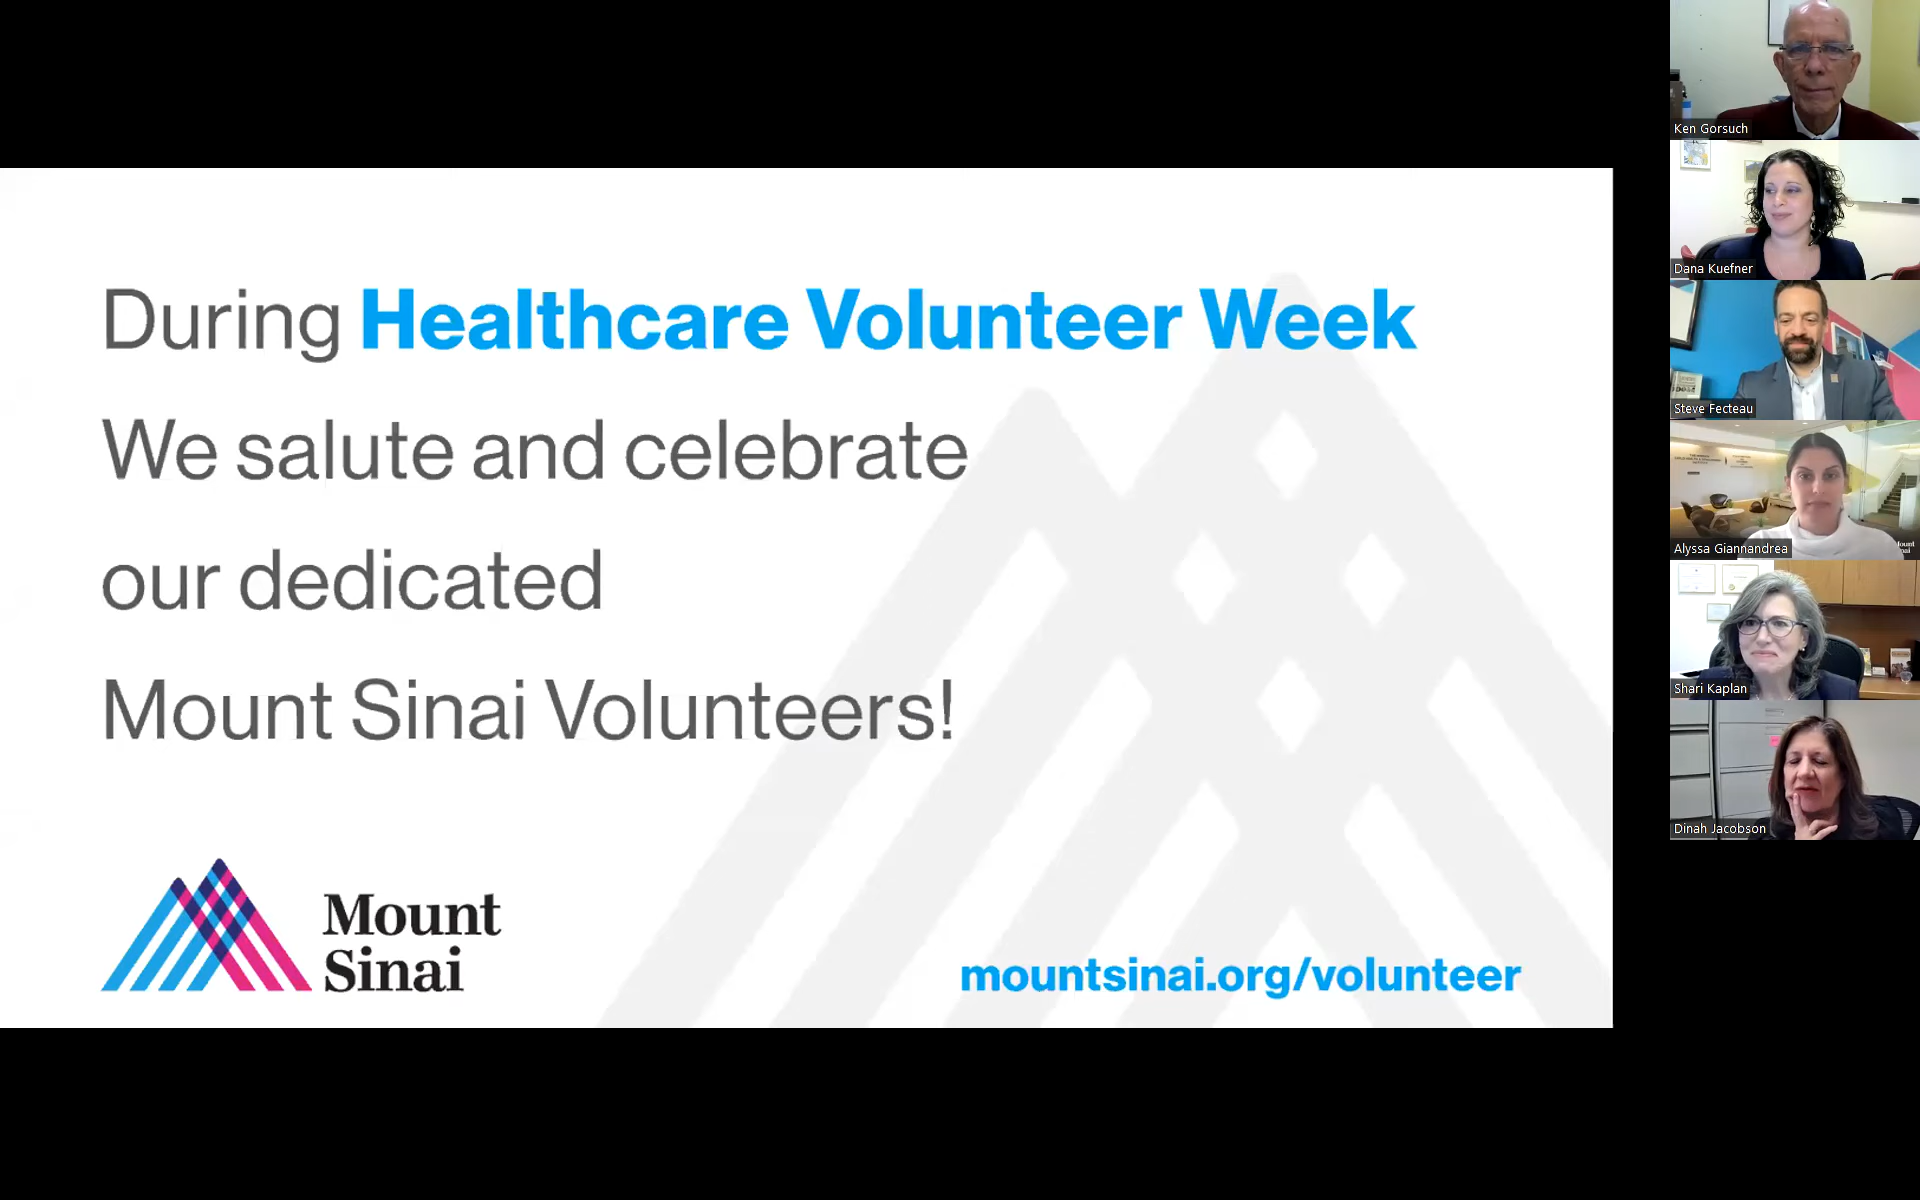 During Healthcare Volunteer Week
We salute and celebrate
our dedicated
Mount Sinai Volunteers!
Mount
Sinai
mountsinai.org/volunteer
Ken Gorsuch
Dana Kuefner
Steve Fecteau
Alyssa Giannandrea
Shari Kaplan
Dinah Jacobson